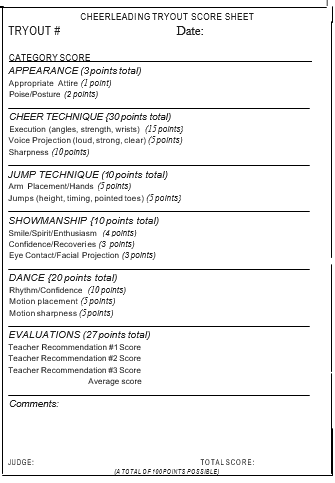 CHEERLEADING TRYOUT SCORE SHEET
TRYOUT # Date:
CATEGORY SCORE
APPEARANCE (3 points total)
Appropriate Attire (1 point)
Poise/Posture (2 points)
CHEER TECHNIQUE {30 points total)
Execution (angles, strength, wrists) (15 points)
Voice Projection (loud, strong, clear) (5 points)
Sharpness (10 points)
JUMP TECHNIQUE (10 points total)
Arm Placement/Hands (5 points)
Jumps (height, timing, pointed toes) (5 points)
SHOWMANSHIP {10 points total)
Smile/Spirit/Enthusiasm (4 points)
Confidence/Recoveries (3 points)
Eye Contact/Facial Projection (3 points)
DANCE {20 points total)
Rhythm/Confidence (10 points)
Motion placement (5 points)
Motion sharpness (5 points)
EVALUATIONS (27 points total)
Teacher Recommendation #1 Score
Teacher Recommendation #2 Score
Teacher Recommendation #3 Score
Average score
Comments:
JUDGE: TOTAL SCORE:
(A TOTAL OF 100 POINTS POSSIBLE)